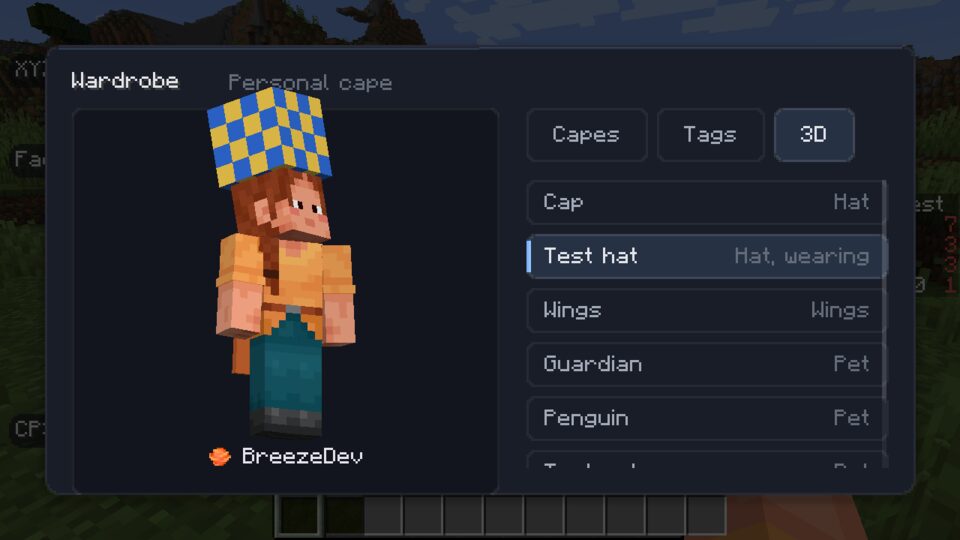 XYZ
Wardrobe
Personal cape
Capes
Tags
3D
Cap
Hat
Test hat
Hat, wearing
Wings
Wings
Guardian
Pet
Penguin
Pet
BreezeDev